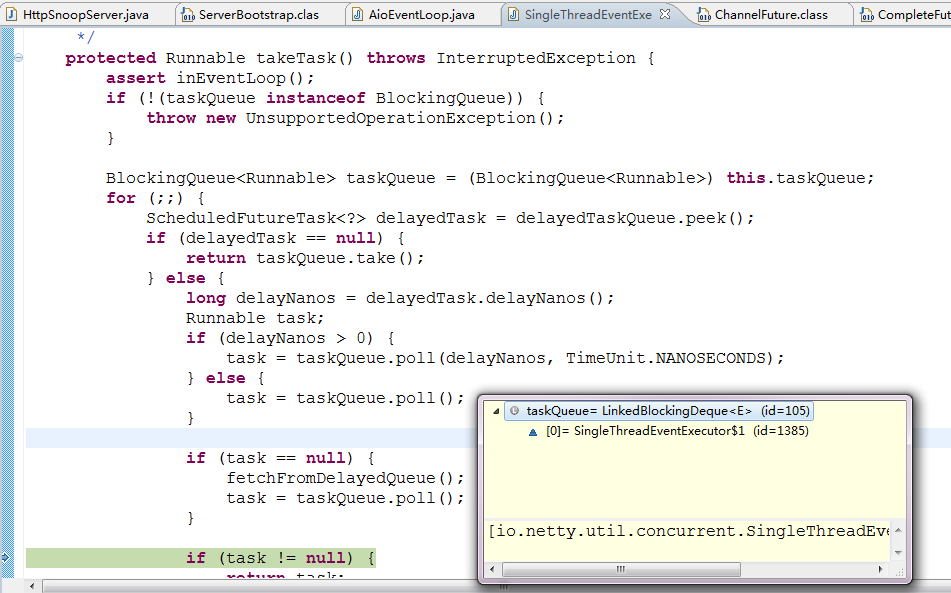 HttpSnoopServer.java ServerBootstrap.clas AioEventLoop.java SingleThreadEventExe ChannelFuture.class CompleteFut
*/
protected Runnable takeTask() throws InterruptedException {
assert inEventLoop();
if (!(taskQueue instanceof BlockingQueue)) {
throw new UnsupportedOperationException();
}
BlockingQueue<Runnable> taskQueue = (BlockingQueue<Runnable>) this.taskQueue;
for (;;) {
ScheduledFutureTask<?> delayedTask = delayedTaskQueue.peek();
if (delayedTask == null) {
return taskQueue.take();
} else {
long delayNanos = delayedTask.delayNanos();
Runnable task;
if (delayNanos > 0) {
task = taskQueue.poll(delayNanos, TimeUnit.NANOSECONDS);
} else {
task = taskQueue.poll();
}
if (task == null) {
fetchFromDelayedQueue();
task = taskQueue.poll();
}
if (task != null) {
return task;
taskQueue= LinkedBlockingDeque<E> (id=105)
[0]= SingleThreadEventExecutor$1 (id=1385)
[io.netty.util.concurrent.SingleThreadEve